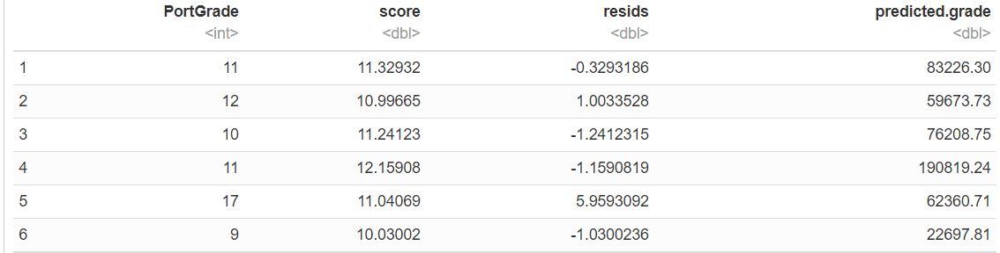 PortGrade score resids predicted.grade
<int> <dbl> <dbl> <dbl>
1 11 11.32932 -0.3293186 83226.30
2 12 10.99665 1.0033528 59673.73
3 10 11.24123 -1.2412315 76208.75
4 11 12.15908 -1.1590819 190819.24
5 17 11.04069 5.9593092 62360.71
6 9 10.03002 -1.0300236 22697.81